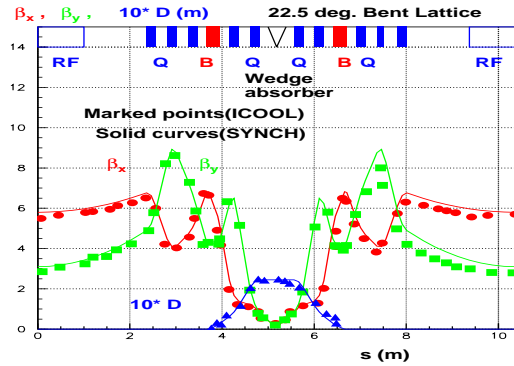 βx , βy , 10* D (m) 22.5 deg. Bent Lattice
14
RF Q B Q Q B Q RF
Wedge
absorber
12
Marked points(ICOOL)
Solid curves(SYNCH)
10
8
βx βy
6
4
2
10* D
0
0 2 4 6 8 10
s (m)